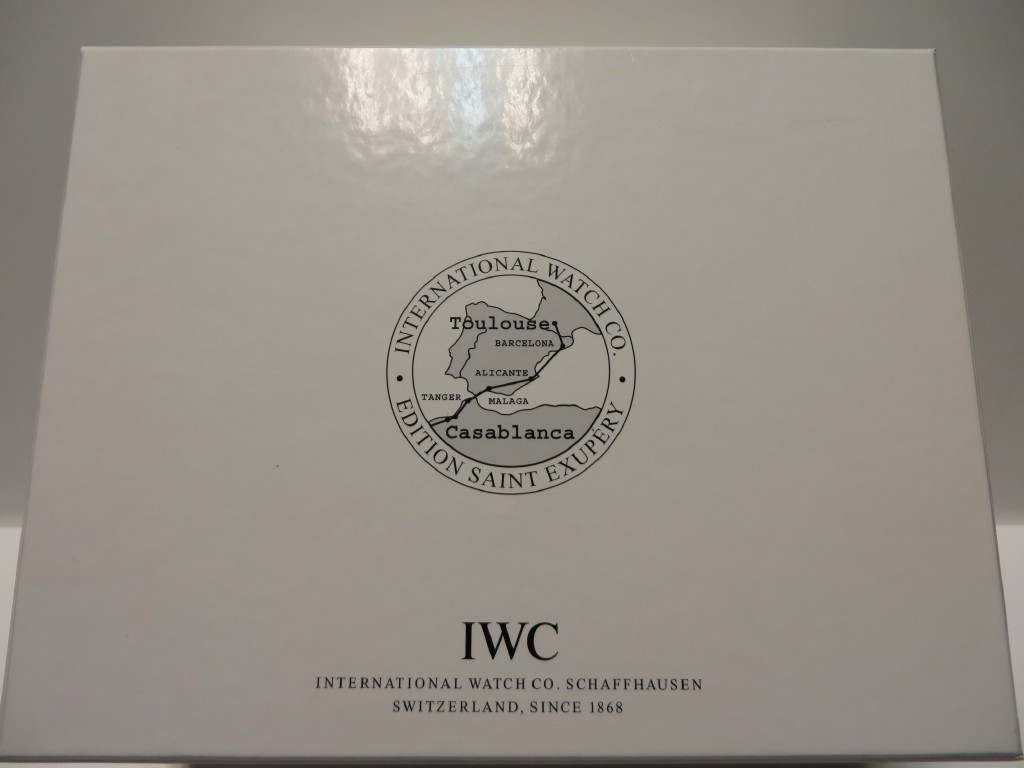 INTERNATIONAL WATCH CO.
Toulouse
BARCELONA
ALICANTE
TANGER
MALAGA
Casablanca
EDITION SAINT EXUPERY
IWC
INTERNATIONAL WATCH CO. SCHAFFHAUSEN
SWITZERLAND, SINCE 1868